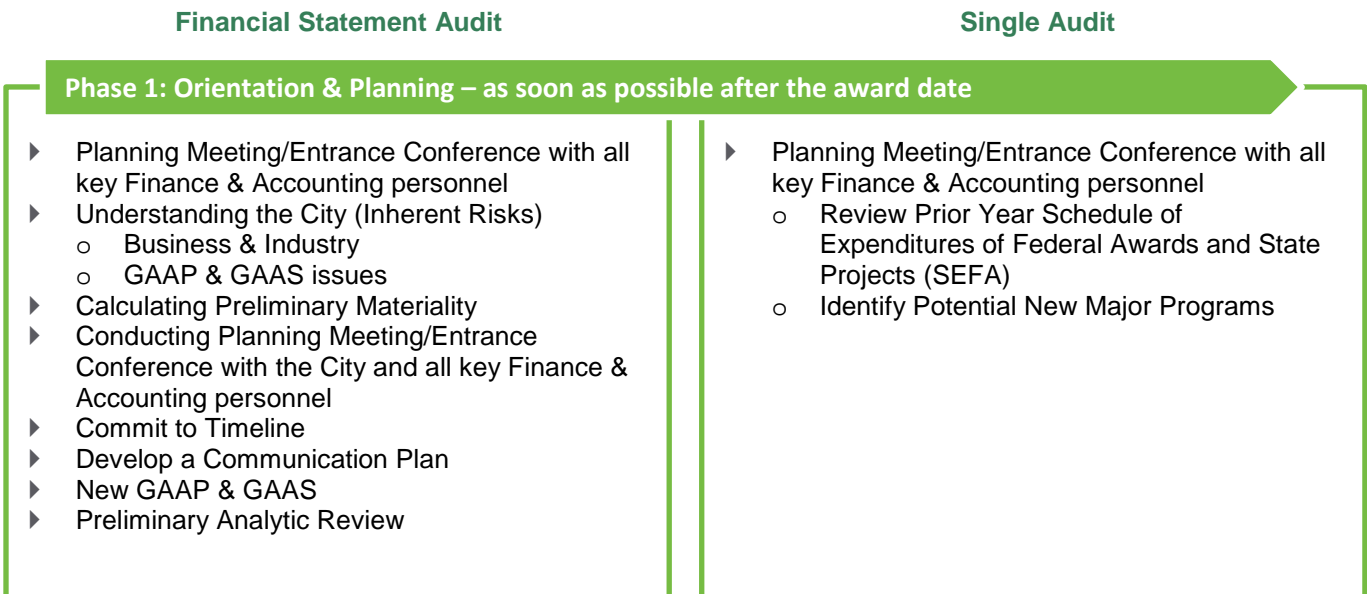 Financial Statement Audit
Single Audit
Phase 1: Orientation & Planning – as soon as possible after the award date
Planning Meeting/Entrance Conference with all
key Finance & Accounting personnel
Understanding the City (Inherent Risks)
o Business & Industry
o GAAP & GAAS issues
Calculating Preliminary Materiality
Conducting Planning Meeting/Entrance
Conference with the City and all key Finance &
Accounting personnel
Commit to Timeline
Develop a Communication Plan
New GAAP & GAAS
Preliminary Analytic Review
Planning Meeting/Entrance Conference with all
key Finance & Accounting personnel
o Review Prior Year Schedule of
Expenditures of Federal Awards and State
Projects (SEFA)
o Identify Potential New Major Programs